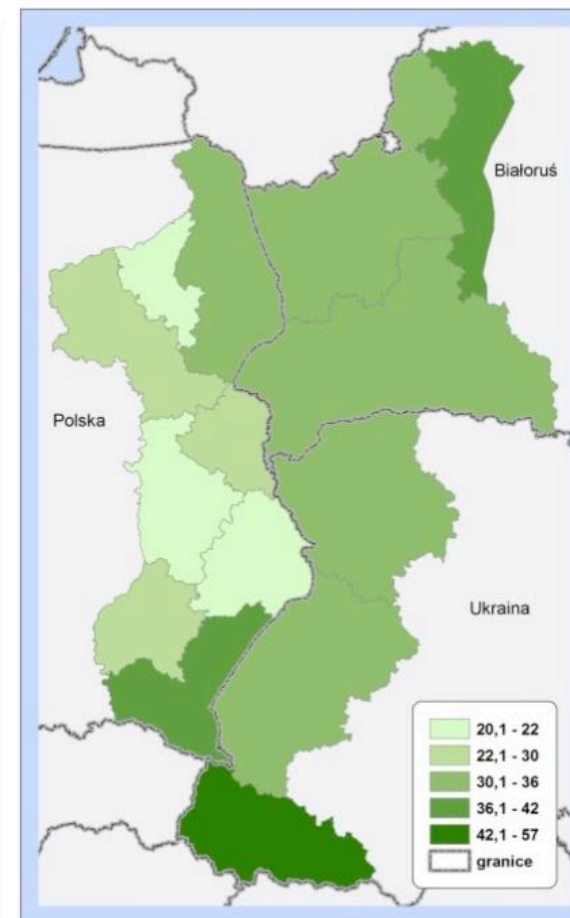 Białoruś
Polska
Ukraina
20,1 - 22
22,1 - 30
30,1 - 36
36,1 - 42
42,1 - 57
granice